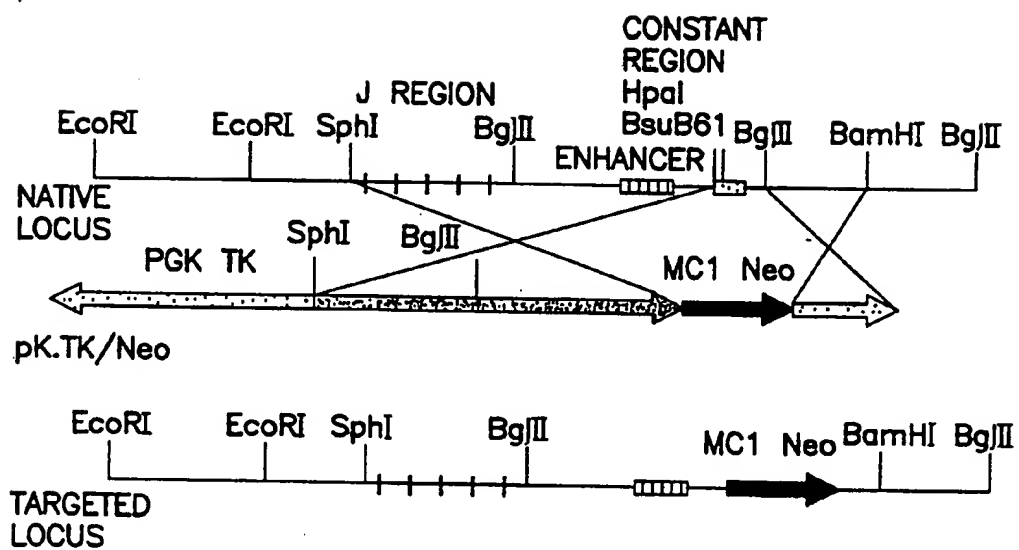 CONSTANT
REGION
HpaI
J REGION
EcoRI EcoRI SphI BglII BsuB61 BglII BamHI BglII
ENHANCER
NATIVE
LOCUS
SphI BglII
PGK TK MC1 Neo
pK.TK/Neo
EcoRI EcoRI SphI BglII MC1 Neo BamHI BglII
TARGETED
LOCUS